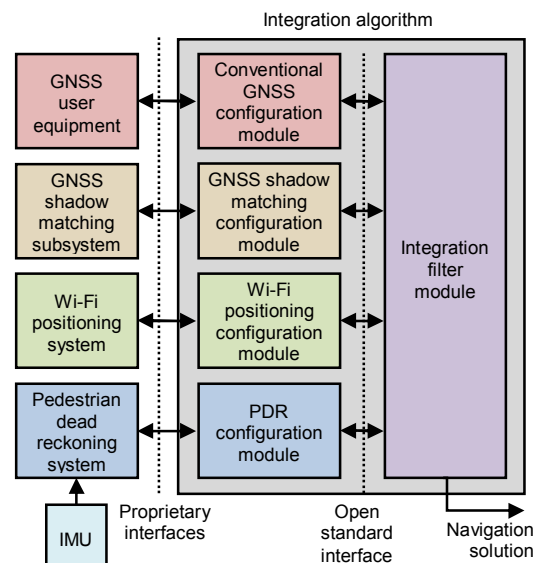 Integration algorithm
GNSS
user
equipment
Conventional
GNSS
configuration
module
GNSS
shadow
matching
subsystem
GNSS shadow
matching
configuration
module
Integration
filter
module
Wi-Fi
positioning
system
Wi-Fi
positioning
configuration
module
Pedestrian
dead
reckoning
system
PDR
configuration
module
IMU
Proprietary
interfaces
Open
standard
interface
Navigation
solution